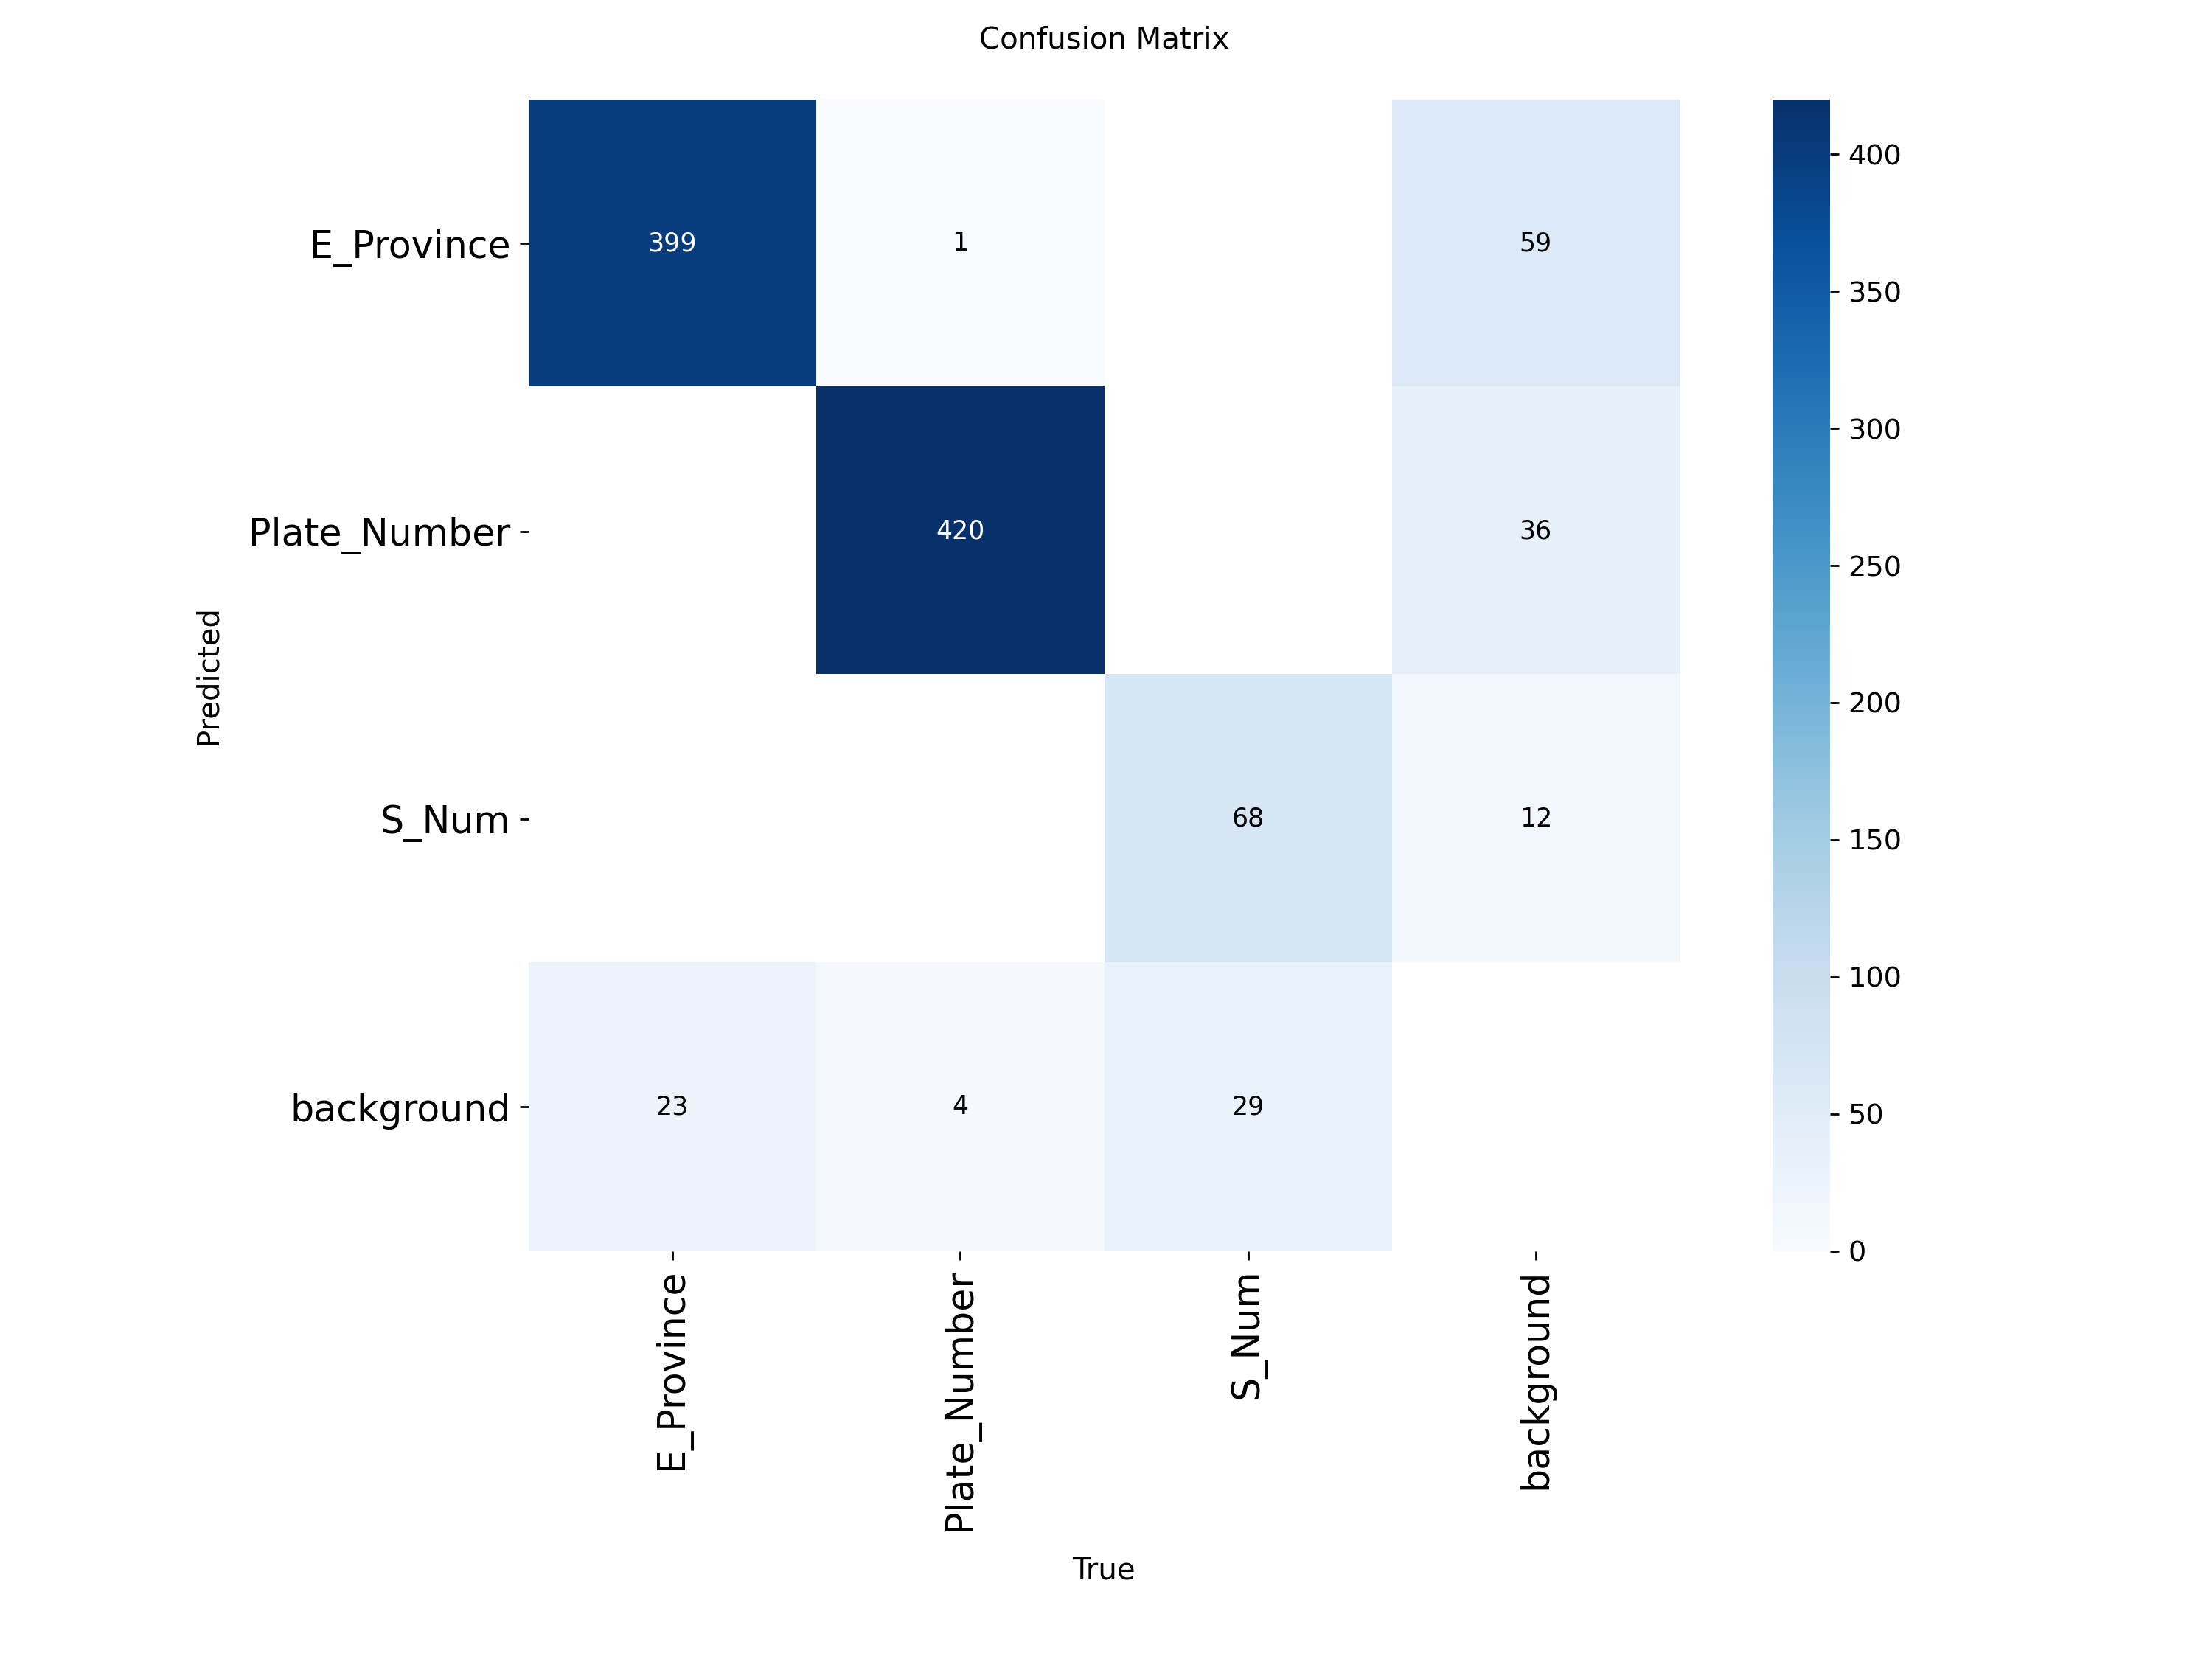 Confusion Matrix
E_Province
399
1
59
Plate_Number
420
36
S_Num
68
12
background
23
4
29
Predicted
E_Province
Plate_Number
S_Num
background
True
400
350
300
250
200
150
100
50
0